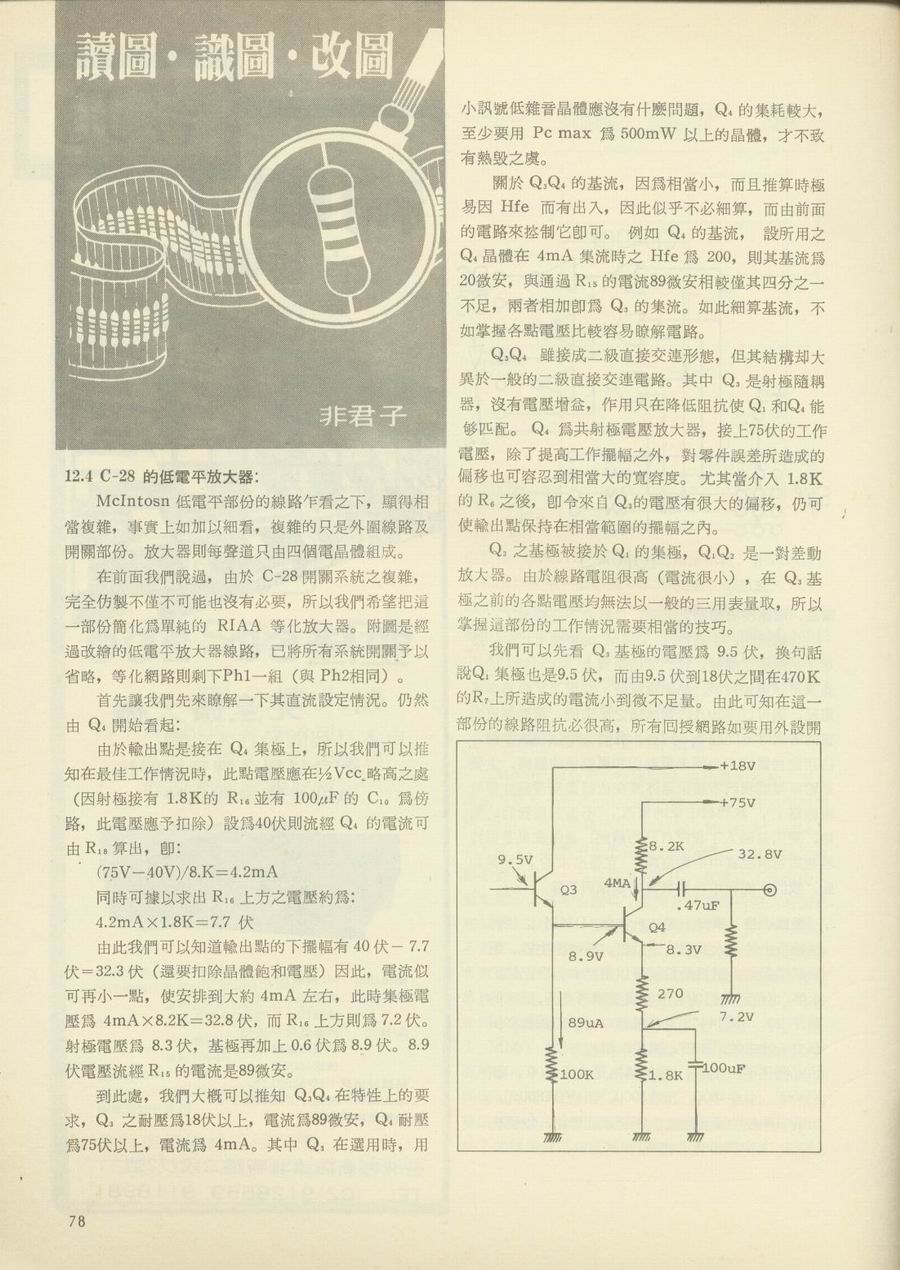 讀圖・識圖・改圖
非君子
12.4 C-28 的低電平放大器:
McIntosn 低電平部份的線路乍看之下，顯得相
當複雜，事實上如加以細看，複雜的只是外圍線路及
開關部份。放大器則每聲道只由四個電晶體組成。
在前面我們說過，由於 C-28 開關系統之複雜，
完全仿製不僅不可能也沒有必要，所以我們希望把這
一部份簡化爲單純的 RIAA 等化放大器。附圖是經
過改繪的低電平放大器線路，已將所有系統開關予以
省略，等化網路則剩下Ph1一組（與 Ph2相同）。
首先讓我們先來瞭解一下其直流設定情況。仍然
由 Q₄ 開始看起：
由於輸出點是接在 Q₄ 集極上，所以我們可以推
知在最佳工作情況時，此點電壓應在½Vcc 略高之處
（因射極接有 1.8K的 R₁₆ 並有 100μF 的 C₁₀ 爲傍
路，此電壓應予扣除）設爲40伏則流經 Q₄ 的電流可
由 R₁₈ 算出，卽：
(75V－40V)/8.K＝4.2mA
同時可據以求出 R₁₆ 上方之電壓約爲：
4.2mA×1.8K＝7.7 伏
由此我們可以知道輸出點的下擺幅有 40 伏－ 7.7
伏＝32.3 伏（還要扣除晶體飽和電壓）因此，電流似
可再小一點，使安排到大約 4mA 左右，此時集極電
壓爲 4mA×8.2K＝32.8 伏，而 R₁₆ 上方則爲 7.2 伏。
射極電壓爲 8.3 伏，基極再加上 0.6 伏爲 8.9 伏。8.9
伏電壓流經 R₁₅ 的電流是89微安。
到此處，我們大概可以推知 Q₃Q₄ 在特性上的要
求，Q₃ 之耐壓爲18伏以上，電流爲89微安，Q₄ 耐壓
爲75伏以上，電流爲 4mA。其中 Q₃ 在選用時，用
小訊號低雜音晶體應沒有什麼問題，Q₄ 的集耗較大，
至少要用 Pc max 爲 500mW 以上的晶體，才不致
有熱毀之虞。
關於 Q₃Q₄ 的基流，因爲相當小，而且推算時極
易因 Hfe 而有出入，因此似乎不必細算，而由前面
的電路來控制它卽可。 例如 Q₄ 的基流， 設所用之
Q₄ 晶體在 4mA 集流時之 Hfe 爲 200，則其基流爲
20微安，與通過 R₁₅ 的電流89微安相較僅其四分之一
不足，兩者相加卽爲 Q₃ 的集流。如此細算基流，不
如掌握各點電壓比較容易瞭解電路。
Q₃Q₄ 雖接成二級直接交連形態，但其結構却大
異於一般的二級直接交連電路。其中 Q₃ 是射極隨耦
器，沒有電壓增益，作用只在降低阻抗使 Q₁ 和Q₄ 能
够匹配。 Q₄ 爲共射極電壓放大器，接上75伏的工作
電壓，除了提高工作擺幅之外，對零件誤差所造成的
偏移也可容忍到相當大的寬容度。 尤其當介入 1.8K
的 R₆ 之後，卽令來自 Q₃的電壓有很大的偏移，仍可
使輸出點保持在相當範圍的擺幅之內。
Q₃ 之基極被接於 Q₁ 的集極，Q₁Q₂ 是一對差動
放大器。由於線路電阻很高（電流很小），在 Q₃ 基
極之前的各點電壓均無法以一般的三用表量取，所以
掌握這部份的工作情況需要相當的技巧。
我們可以先看 Q₃ 基極的電壓爲 9.5 伏，換句話
說Q₁ 集極也是9.5 伏，而由9.5 伏到18伏之間在470K
的R₇上所造成的電流小到微不足量。由此可知在這一
部份的線路阻抗必很高，所有回授網路如要用外設開
+18V
+75V
8.2K
32.8V
9.5V
Q3
4MA
.47uF
Q4
8.9V
8.3V
270
7.2V
89uA
100K
1.8K
100uF
78